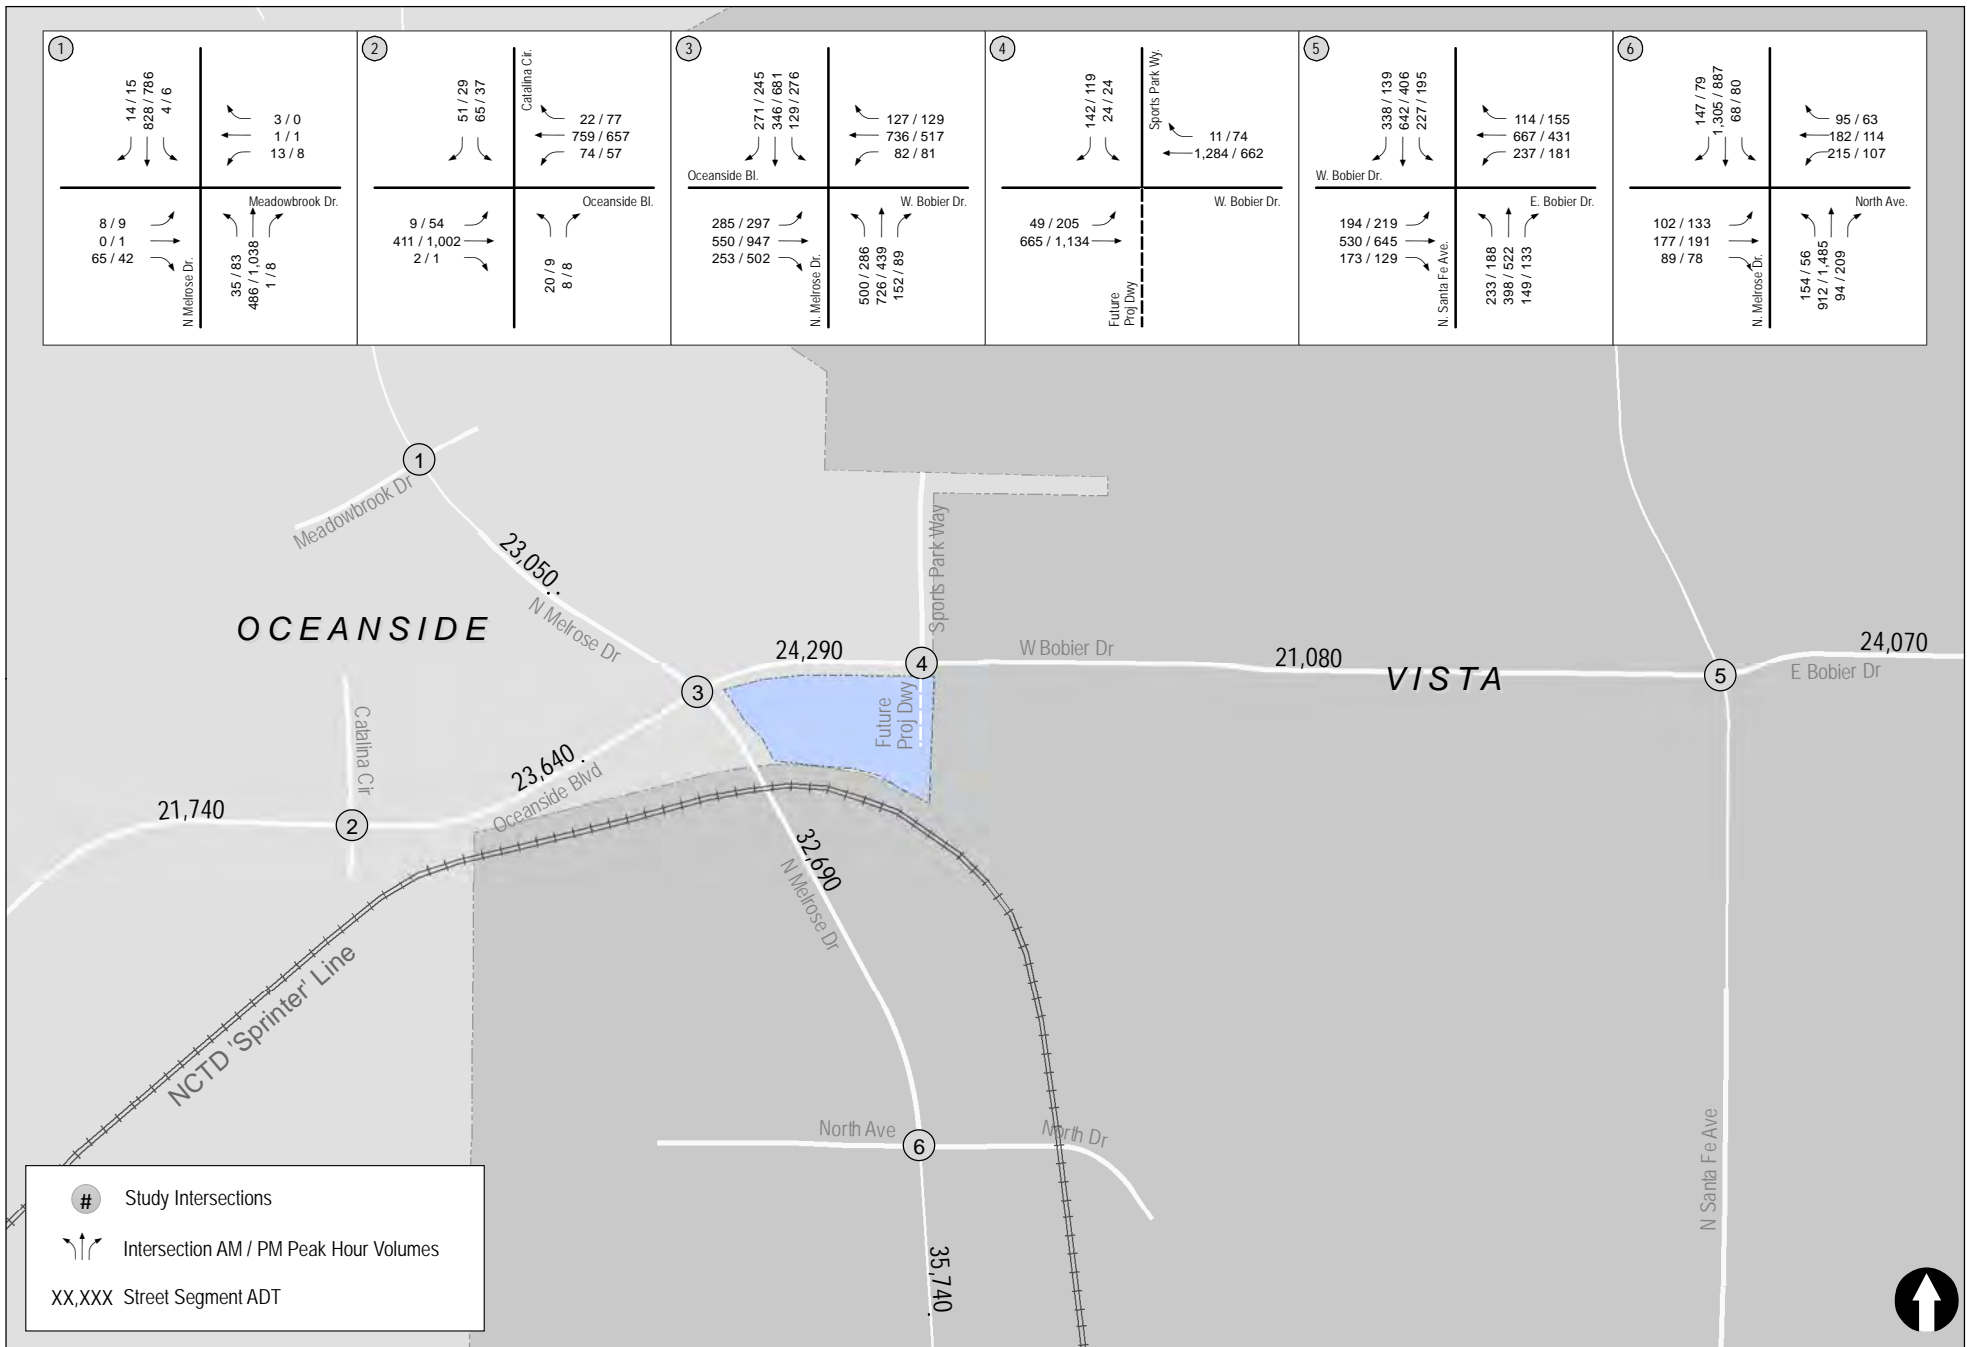 1
14 / 15
828 / 786
4 / 6
3 / 0
1 / 1
13 / 8
Meadowbrook Dr.
8 / 9
0 / 1
65 / 42
N Melrose Dr.
35 / 83
486 / 1,038
1 / 8
2
51 / 29
65 / 37
Catalina Cir.
22 / 77
759 / 657
74 / 57
Oceanside Bl.
9 / 54
411 / 1,002
2 / 1
20 / 9
8 / 8
3
271 / 245
346 / 681
129 / 276
127 / 129
736 / 517
82 / 81
Oceanside Bl.
W. Bobier Dr.
285 / 297
550 / 947
253 / 502
N. Melrose Dr.
500 / 286
726 / 439
152 / 89
4
142 / 119
24 / 24
Sports Park Wy.
11 / 74
1,284 / 662
W. Bobier Dr.
49 / 205
665 / 1,134
Future
Proj Dwy
5
338 / 139
642 / 406
227 / 195
114 / 155
667 / 431
237 / 181
W. Bobier Dr.
E. Bobier Dr.
194 / 219
530 / 645
173 / 129
N. Santa Fe Ave.
233 / 188
398 / 522
149 / 133
6
147 / 79
1,305 / 887
68 / 80
95 / 63
182 / 114
215 / 107
North Ave.
102 / 133
177 / 191
89 / 78
N. Melrose Dr.
154 / 56
912 / 1,485
94 / 209
1
Meadowbrook Dr
23,050
N Melrose Dr
OCEANSIDE
Sports Park Way
24,290
4
W Bobier Dr
21,080
VISTA
5
24,070
E Bobier Dr
3
Future
Proj Dwy
Catalina Cir
23,640
Oceanside Blvd
21,740
2
32,690
N Melrose Dr
NCTD 'Sprinter' Line
North Ave
6
North Dr
N Santa Fe Ave
35,740
# Study Intersections
Intersection AM / PM Peak Hour Volumes
XX,XXX Street Segment ADT